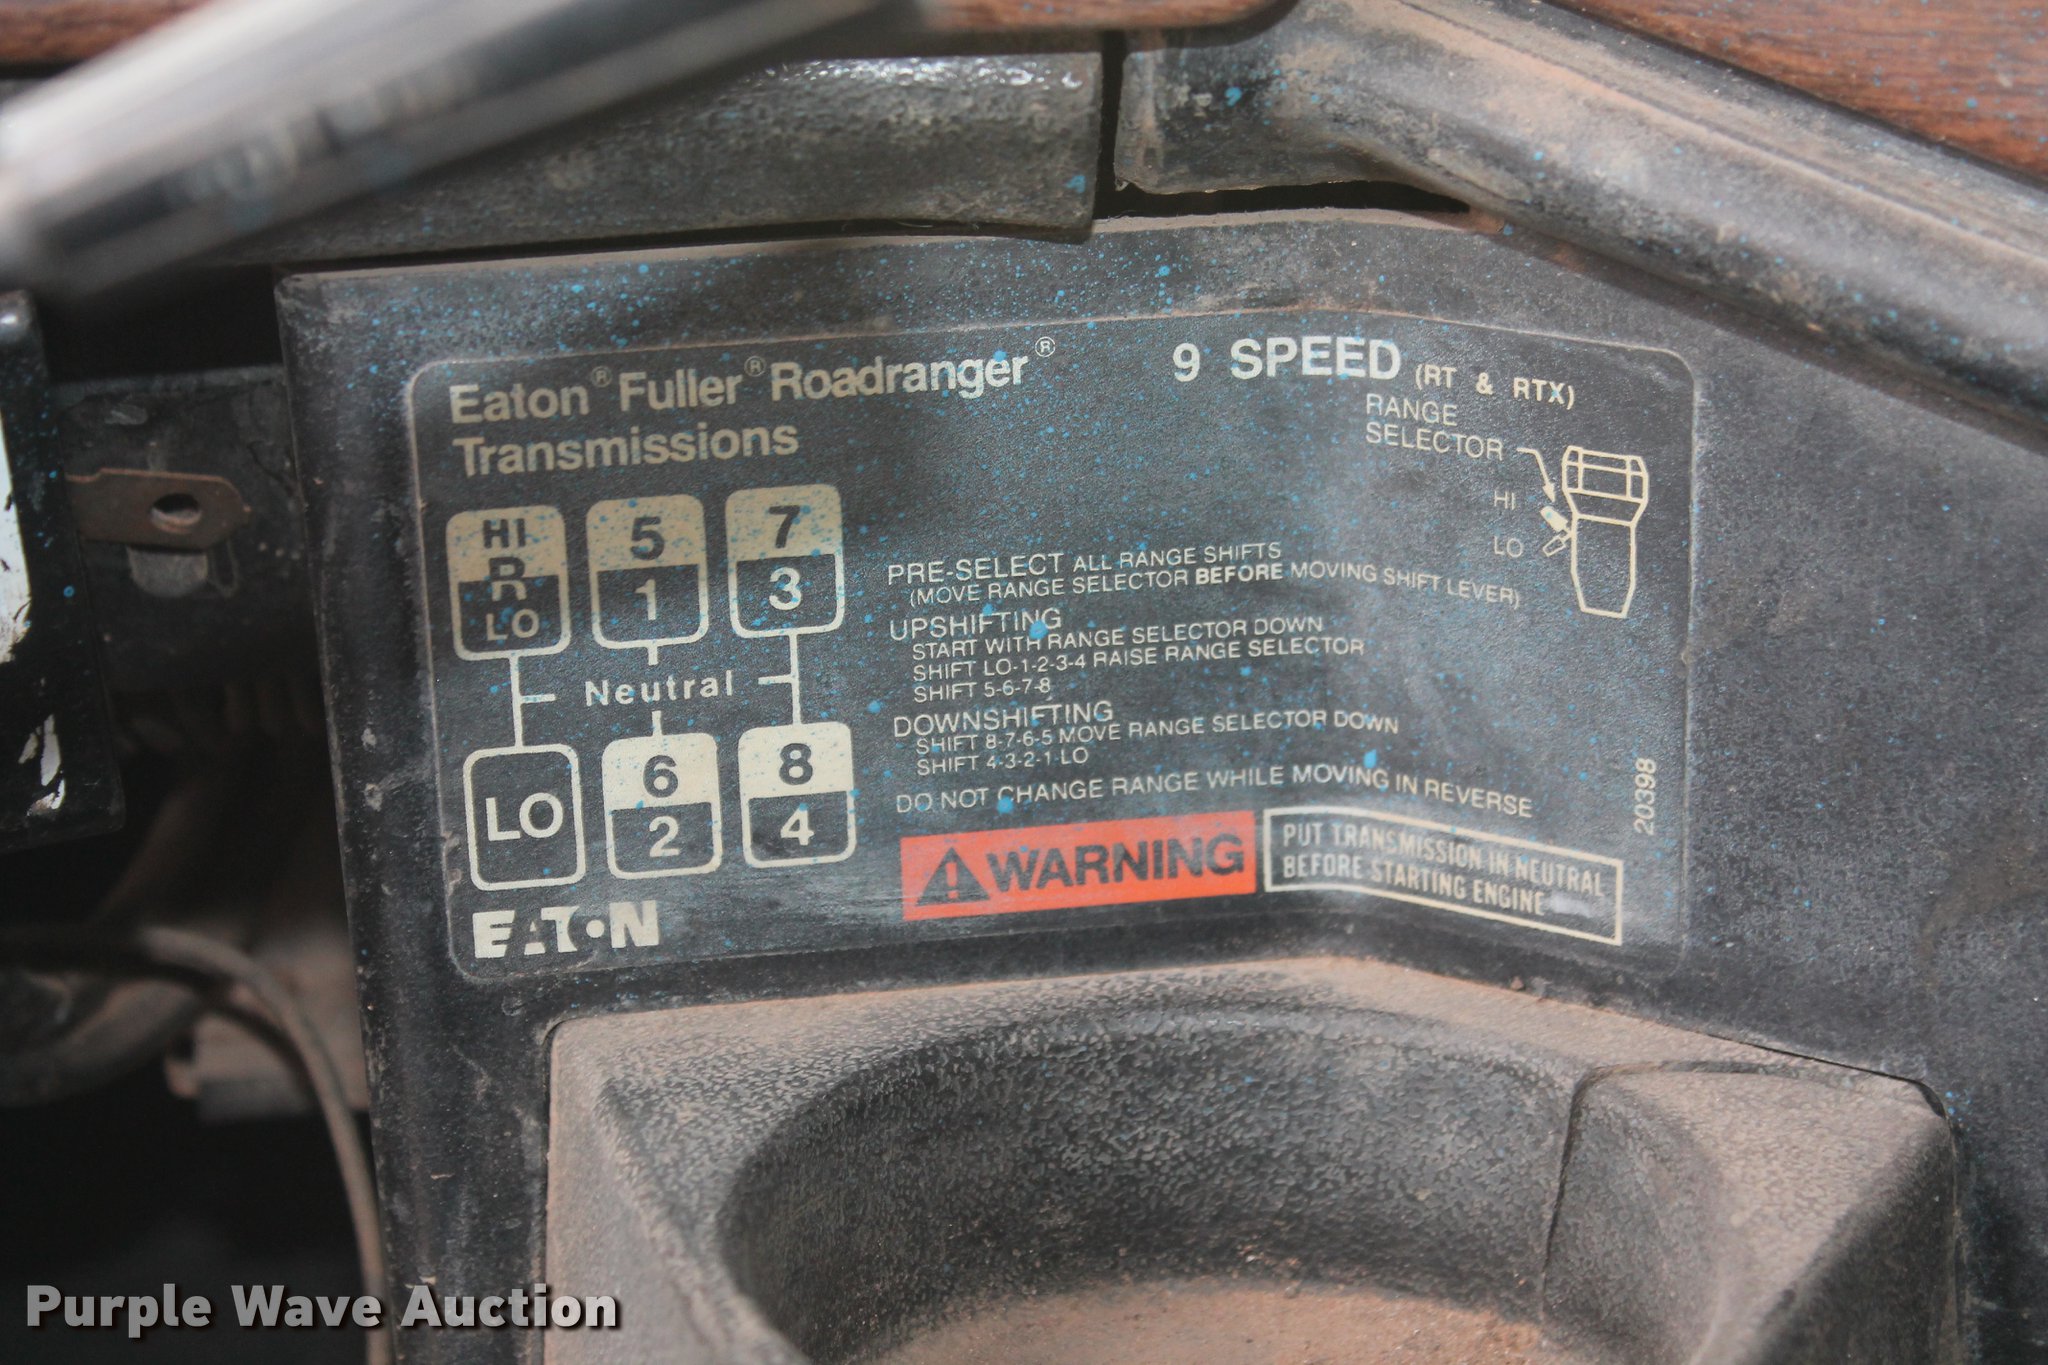 Eaton® Fuller® Roadranger®
Transmissions
9 SPEED (RT & RTX)
RANGE
SELECTOR
HI
LO
HI
R
LO
5
1
7
3
Neutral
LO
6
2
8
4
EATON
PRE-SELECT ALL RANGE SHIFTS
(MOVE RANGE SELECTOR BEFORE MOVING SHIFT LEVER)
UPSHIFTING
START WITH RANGE SELECTOR DOWN
SHIFT LO-1-2-3-4 RAISE RANGE SELECTOR
SHIFT 5-6-7-8
DOWNSHIFTING
SHIFT 8-7-6-5 MOVE RANGE SELECTOR DOWN
SHIFT 4-3-2-1-LO
DO NOT CHANGE RANGE WHILE MOVING IN REVERSE
WARNING
PUT TRANSMISSION IN NEUTRAL
BEFORE STARTING ENGINE
20398
Purple Wave Auction